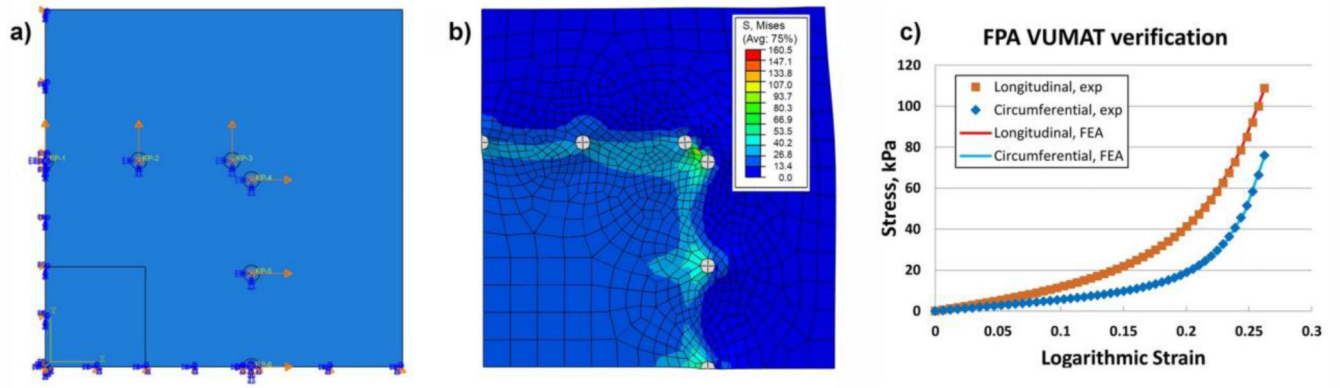 a)
KP-1
KP-2
KP-3
KP-4
KP-5
KP-6
Y
X
b)
S, Mises
(Avg: 75%)
160.5
147.1
133.8
107.0
93.7
80.3
66.9
53.5
40.2
26.8
13.4
0.0
c)
FPA VUMAT verification
Stress, kPa
120
100
80
60
40
20
0
Longitudinal, exp
Circumferential, exp
Longitudinal, FEA
Circumferential, FEA
0 0.05 0.1 0.15 0.2 0.25 0.3
Logarithmic Strain